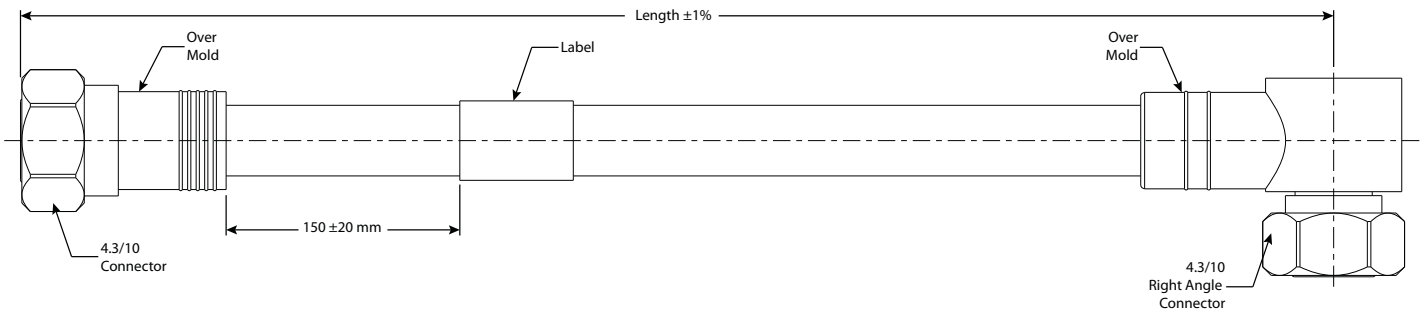 Length ±1%
Over
Mold
Label
Over
Mold
150 ±20 mm
4.3/10
Connector
4.3/10
Right Angle
Connector